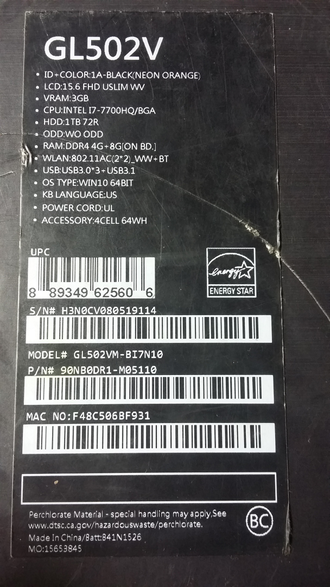 GL502V
• ID+COLOR:1A-BLACK(NEON ORANGE)
• LCD:15.6 FHD USLIM WV
• VRAM:3GB
• CPU:INTEL I7-7700HQ/BGA
• HDD:1TB 72R
• ODD:WO ODD
• RAM:DDR4 4G+8G[ON BD.]
• WLAN:802.11AC(2*2)_WW+BT
• USB:USB3.0*3+USB3.1
• OS TYPE:WIN10 64BIT
• KB LANGUAGE:US
• POWER CORD:UL
• ACCESSORY:4CELL 64WH
UPC
8 89349 62560 6
energy
ENERGY STAR
S/N# H3N0CV080519114
MODEL# GL502VM-BI7N10
P/N# 90NB0DR1-M05110
MAC NO:F48C506BF931
Perchlorate Material - special handling may apply,See
www.dtsc.ca.gov/hazardouswaste/perchlorate.
Made In China/Batt:B41N1526
MO:15653845
BC